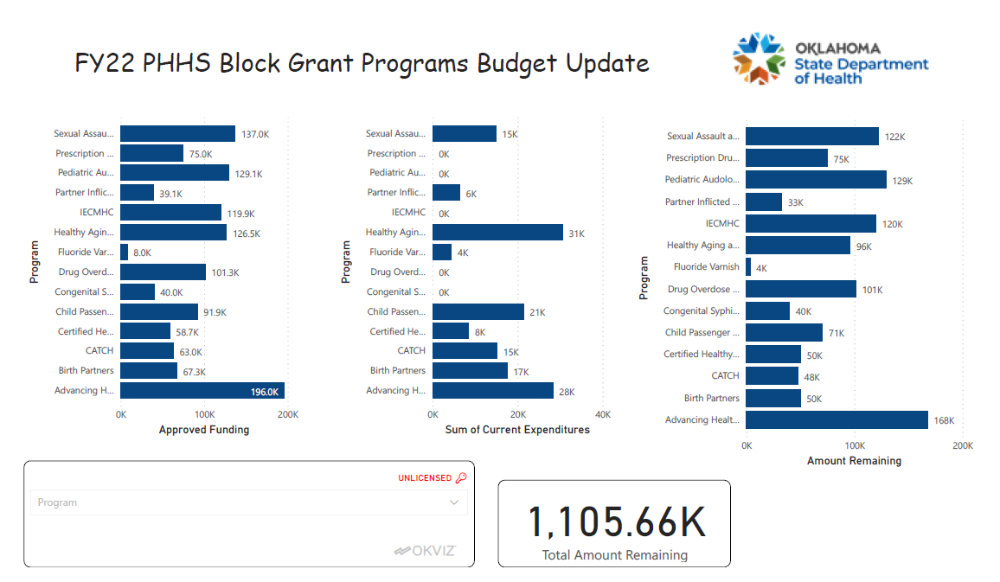 FY22 PHHS Block Grant Programs Budget Update
OKLAHOMA
State Department
of Health
Program
Sexual Assau... 137.0K
Prescription ... 75.0K
Pediatric Au... 129.1K
Partner Inflic... 39.1K
IECMHC 119.9K
Healthy Agin... 126.5K
Fluoride Var... 8.0K
Drug Overd... 101.3K
Congenital S... 40.0K
Child Passen... 91.9K
Certified He... 58.7K
CATCH 63.0K
Birth Partners 67.3K
Advancing H... 196.0K
0K 100K 200K
Approved Funding
Program
Sexual Assau... 15K
Prescription ... 0K
Pediatric Au... 0K
Partner Inflic... 6K
IECMHC 0K
Healthy Agin... 31K
Fluoride Var... 4K
Drug Overd... 0K
Congenital S... 0K
Child Passen... 21K
Certified He... 8K
CATCH 15K
Birth Partners 17K
Advancing H... 28K
0K 20K 40K
Sum of Current Expenditures
Program
Sexual Assault a... 122K
Prescription Dru... 75K
Pediatric Audolo... 129K
Partner Inflicted ... 33K
IECMHC 120K
Healthy Aging a... 96K
Fluoride Varnish 4K
Drug Overdose ... 101K
Congenital Syphi... 40K
Child Passenger ... 71K
Certified Healthy... 50K
CATCH 48K
Birth Partners 50K
Advancing Healt... 168K
0K 100K 200K
Amount Remaining
UNLICENSED
Program
OKVIZ
1,105.66K
Total Amount Remaining